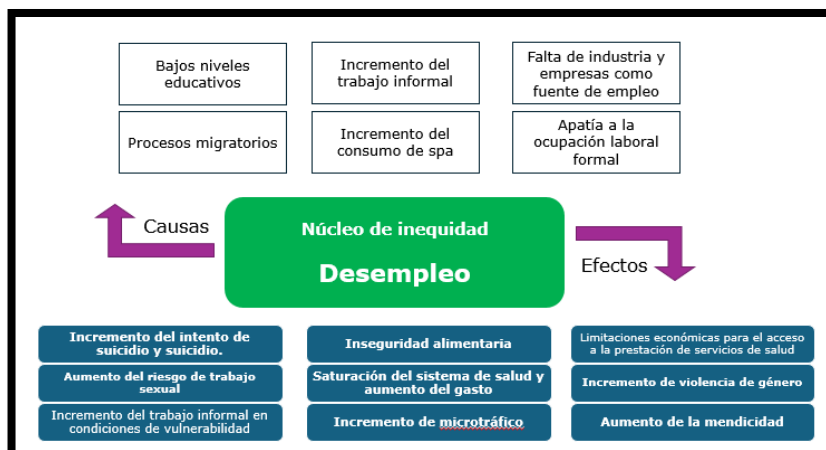 Bajos niveles
educativos
Incremento del
trabajo informal
Falta de industria y
empresas como
fuente de empleo
Procesos migratorios
Incremento del
consumo de spa
Apatía a la
ocupación laboral
formal
Causas
Núcleo de inequidad
Desempleo
Efectos
Incremento del intento de
suicidio y suicidio.
Inseguridad alimentaria
Limitaciones económicas para el acceso
a la prestación de servicios de salud
Aumento del riesgo de trabajo
sexual
Saturación del sistema de salud y
aumento del gasto
Incremento de violencia de género
Incremento del trabajo informal en
condiciones de vulnerabilidad
Incremento de microtráfico
Aumento de la mendicidad